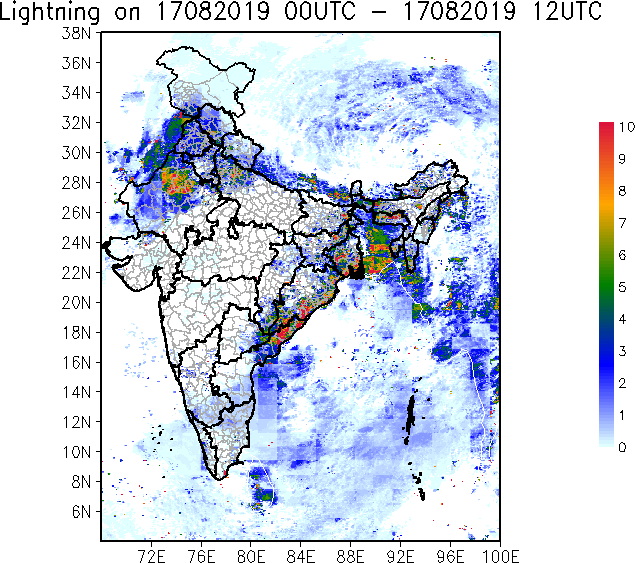 Lightning on 17082019 00UTC – 17082019 12UTC
38N
36N
34N
32N
30N
28N
26N
24N
22N
20N
18N
16N
14N
12N
10N
8N
6N
72E 76E 80E 84E 88E 92E 96E 100E
10
9
8
7
6
5
4
3
2
1
0